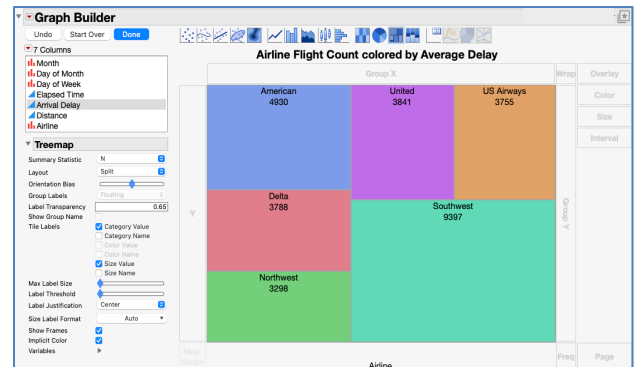 Graph Builder
Undo Start Over Done
7 Columns
Month
Day of Month
Day of Week
Elapsed Time
Arrival Delay
Distance
Airline
Treemap
Summary Statistic N
Layout Split
Orientation Bias
Group Labels Floating
Label Transparency 0.65
Show Group Name
Tile Labels Category Value
Category Name
Color Value
Color Name
Size Value
Size Name
Max Label Size
Label Threshold
Label Justification Center
Size Label Format Auto
Show Frames
Implicit Color
Variables
Airline Flight Count colored by Average Delay
Group X
Wrap
Overlay
Color
Size
Interval
Y
American
4930
United
3841
US Airways
3755
Delta
3788
Southwest
9397
Northwest
3298
Group Y
Map
Shape
Airline
Freq
Page